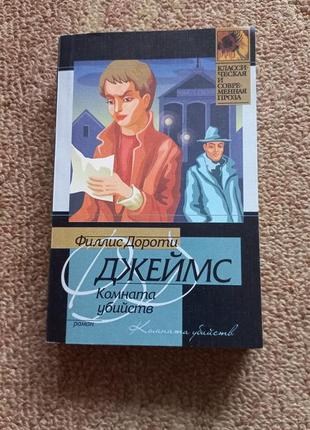 КЛАССИ-
ЧЕСКАЯ И
СОВРЕ-
МЕННАЯ
ПРОЗА
Филлис Дороти
ДЖЕЙМС
Комната
убийств
роман
Комната убийств